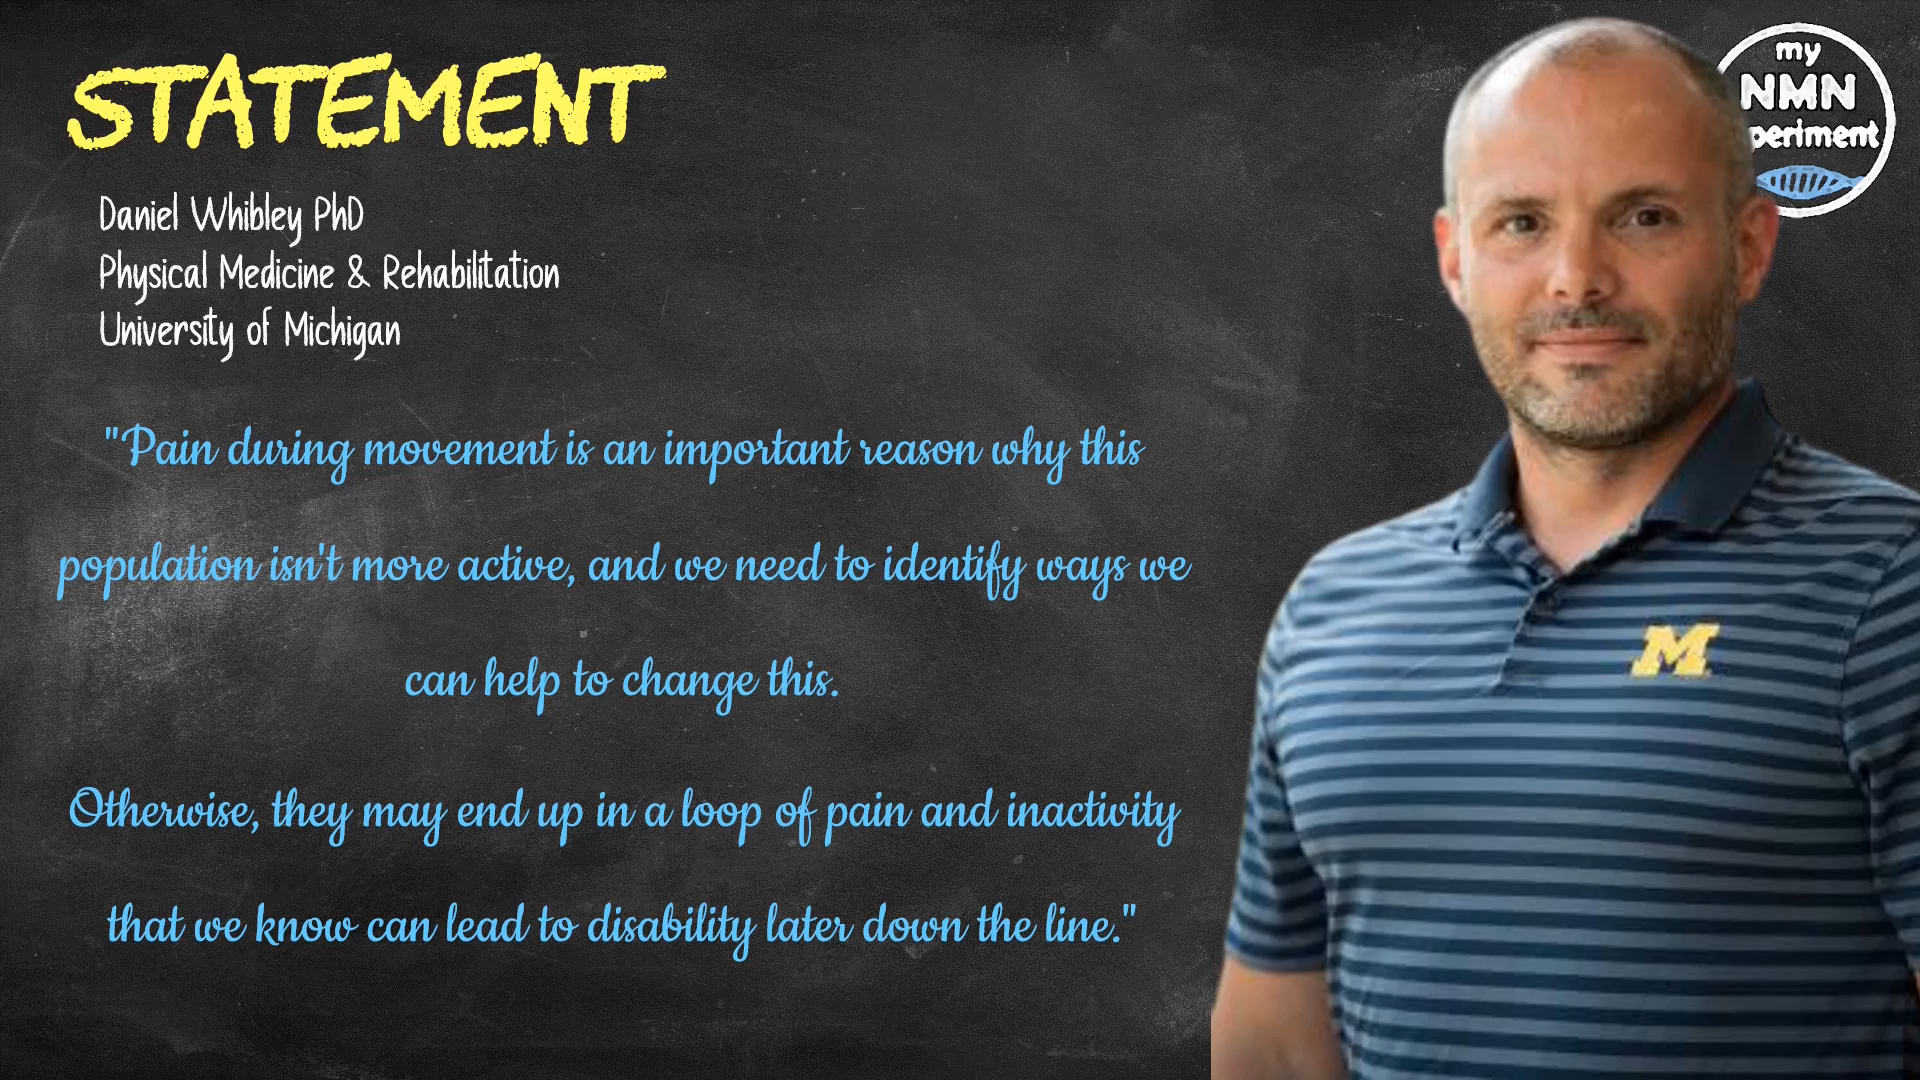 STATEMENT
my
NMN
periment
Daniel Whibley PhD
Physical Medicine & Rehabilitation
University of Michigan
"Pain during movement is an important reason why this
population isn't more active, and we need to identify ways we
can help to change this.
Otherwise, they may end up in a loop of pain and inactivity
that we know can lead to disability later down the line."
M